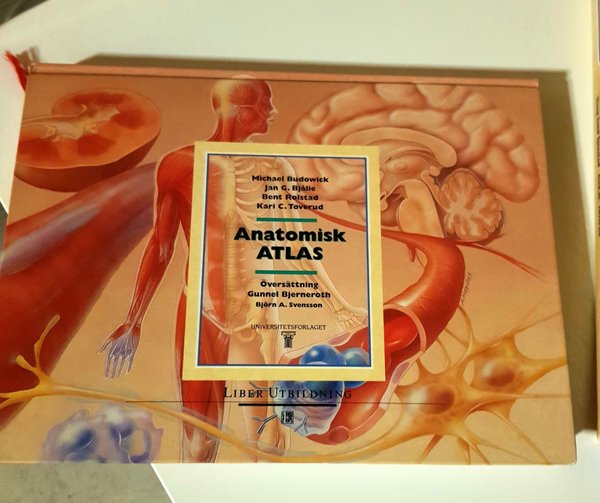 Michael Budowick
Jan G. Bjålie
Bent Rolstad
Kari C. Toverud
Anatomisk
ATLAS
Översättning
Gunnel Bjerneroth
Björn A. Svensson
UNIVERSITETSFORLAGET
LIBER UTBILDNING